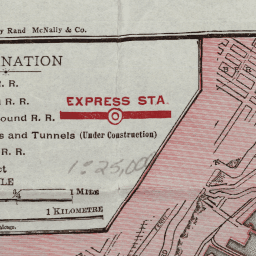 Rand McNally & Co.
NATION
R. R.
R. R.
EXPRESS STA.
ound R. R.
s and Tunnels (Under Construction)
R. R.
1:25,00
LE
1 MILE
1 KILOMETRE